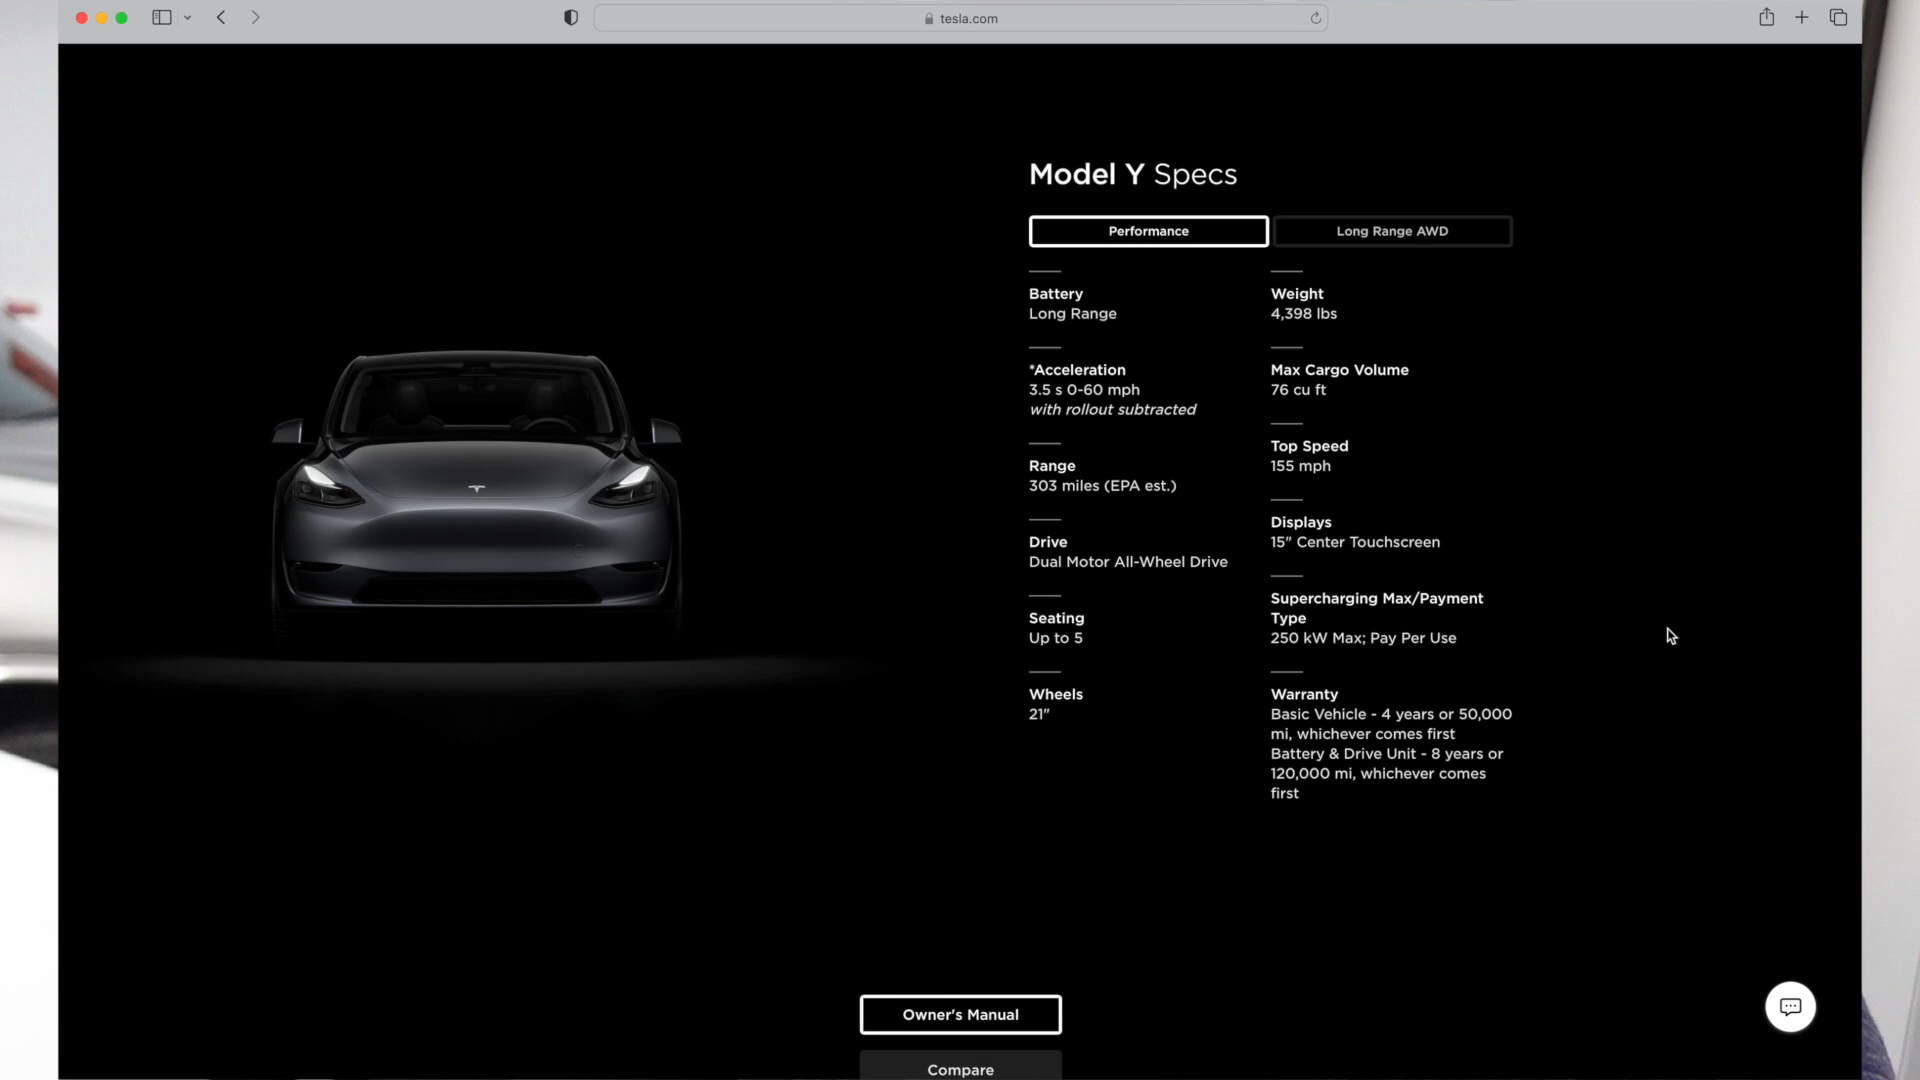 tesla.com
Model Y Specs
Performance
Long Range AWD
Battery
Long Range
*Acceleration
3.5 s 0-60 mph
with rollout subtracted
Range
303 miles (EPA est.)
Drive
Dual Motor All-Wheel Drive
Seating
Up to 5
Wheels
21"
Weight
4,398 lbs
Max Cargo Volume
76 cu ft
Top Speed
155 mph
Displays
15" Center Touchscreen
Supercharging Max/Payment
Type
250 kW Max; Pay Per Use
Warranty
Basic Vehicle - 4 years or 50,000
mi, whichever comes first
Battery & Drive Unit - 8 years or
120,000 mi, whichever comes
first
Owner's Manual
Compare